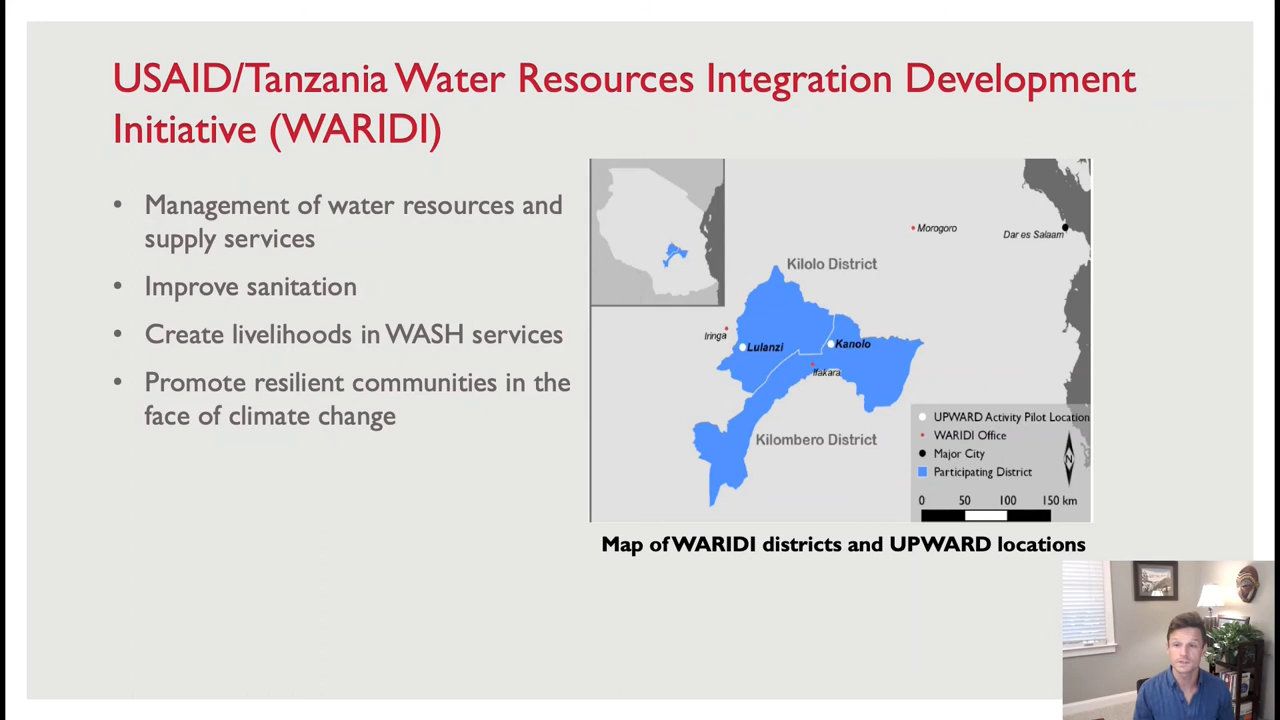 USAID/Tanzania Water Resources Integration Development
Initiative (WARIDI)
• Management of water resources and
supply services
• Improve sanitation
• Create livelihoods in WASH services
• Promote resilient communities in the
face of climate change
Morogoro
Dar es Salaam
Kilolo District
Iringa
Lulanzi
Kanolo
Ifakara
Kilombero District
UPWARD Activity Pilot Location
WARIDI Office
Major City
Participating District
N
0 50 100 150 km
Map of WARIDI districts and UPWARD locations